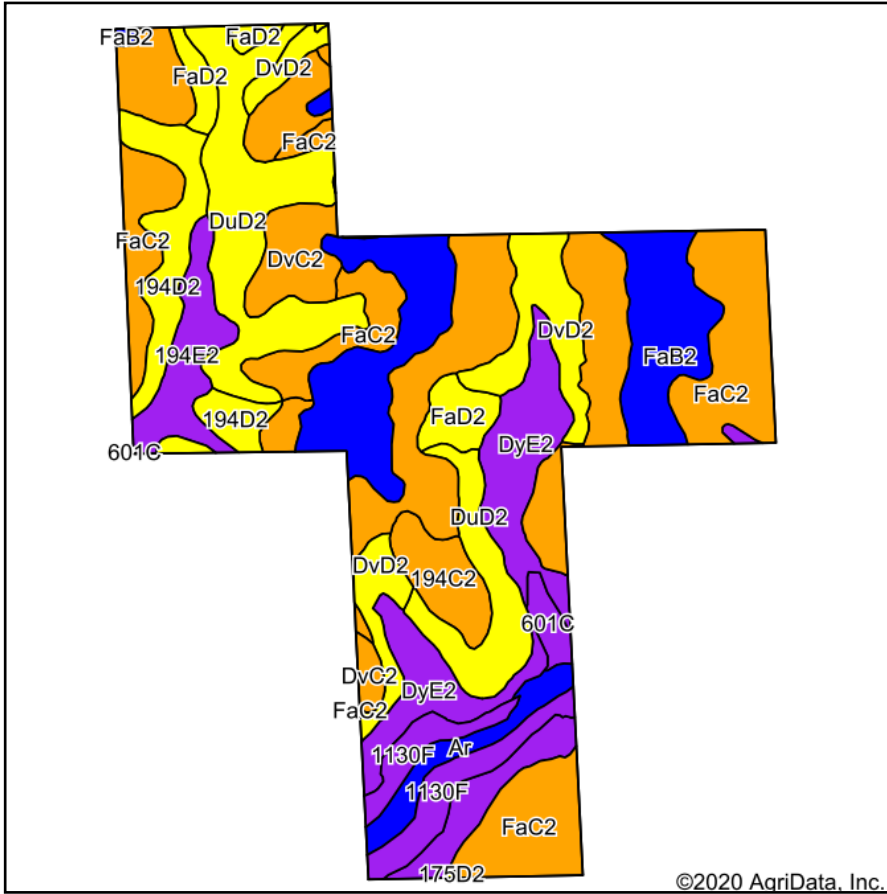 FaB2
FaD2
FaD2
DvD2
FaC2
DuD2
FaC2
DvC2
194D2
FaC2
DvD2
194E2
FaB2
FaC2
194D2
FaD2
601C
DyE2
DuD2
DvD2
194C2
601C
DvC2
DyE2
FaC2
1130F
Ar
1130F
FaC2
175D2
©2020 AgriData, Inc.